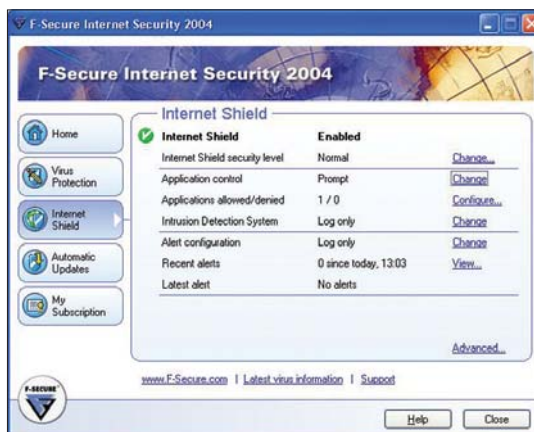 F-Secure Internet Security 2004
F-Secure Internet Security 2004
Home
Virus
Protection
Internet
Shield
Automatic
Updates
My
Subscription
Internet Shield
Internet Shield Enabled
Internet Shield security level Normal Change...
Application control Prompt Change
Applications allowed/denied 1 / 0 Configure...
Intrusion Detection System Log only Change
Alert configuration Log only Change
Recent alerts 0 since today, 13:03 View...
Latest alert No alerts
Advanced...
www.F-Secure.com | Latest virus information | Support
F-SECURE
Help Close